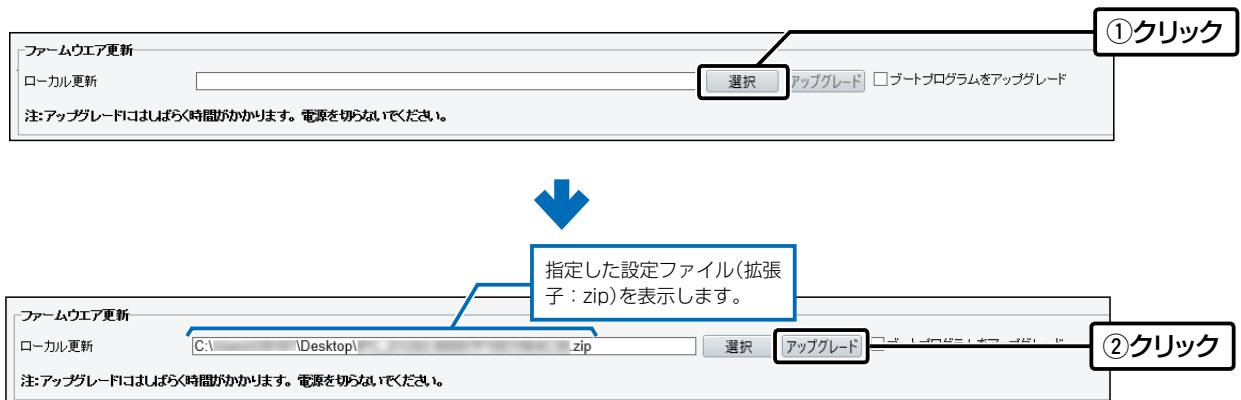 ①クリック
ファームウエア更新
ローカル更新
選択 アップグレード ブートプログラムをアップグレード
注:アップグレードにはしばらく時間がかかります。電源を切らないでください。
指定した設定ファイル(拡張
子:zip)を表示します。
ファームウエア更新
ローカル更新 C:\ \Desktop\ .zip 選択 アップグレード
②クリック
注:アップグレードにはしばらく時間がかかります。電源を切らないでください。